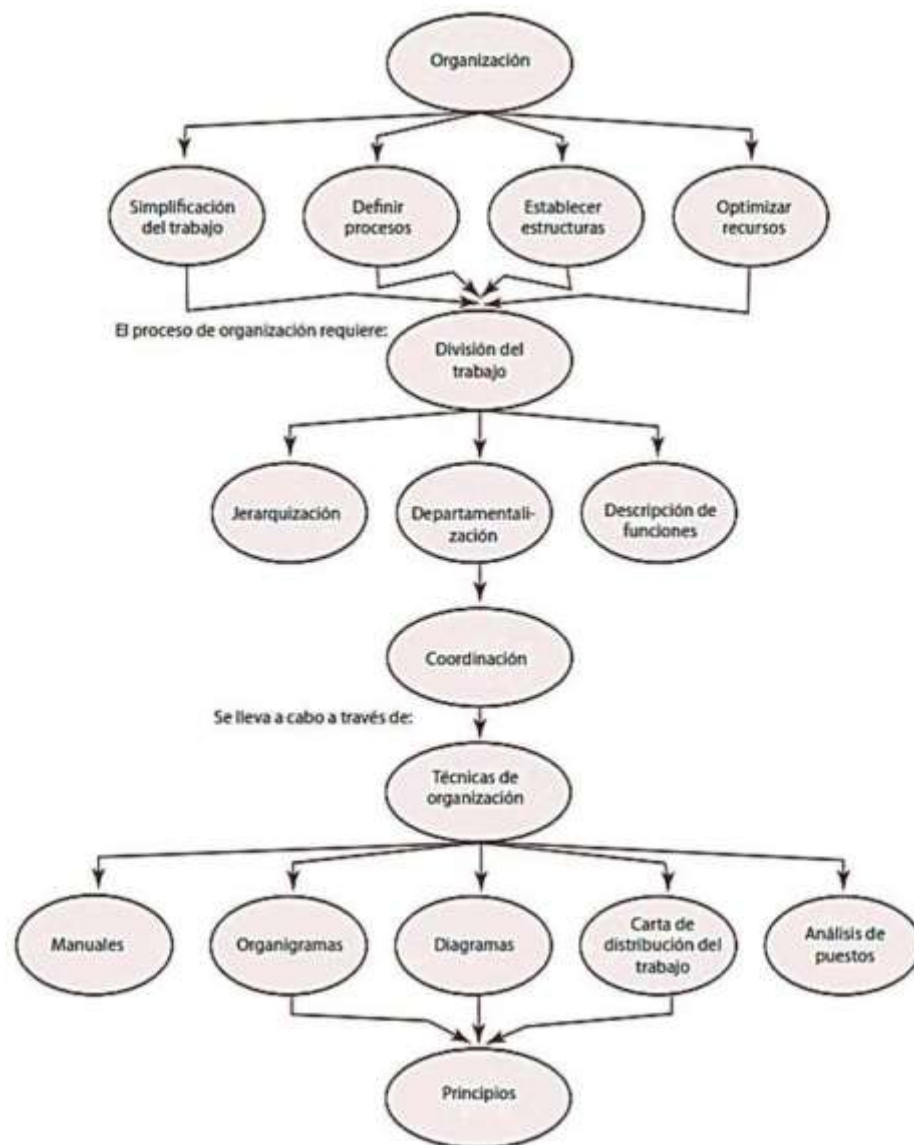 Organización
Simplificación
del trabajo
Definir
procesos
Establecer
estructuras
Optimizar
recursos
El proceso de organización requiere:
División del
trabajo
Jerarquización
Departamentali-
zación
Descripción de
funciones
Coordinación
Se lleva a cabo a través de:
Técnicas de
organización
Manuales
Organigramas
Diagramas
Carta de
distribución del
trabajo
Análisis de
puestos
Principios